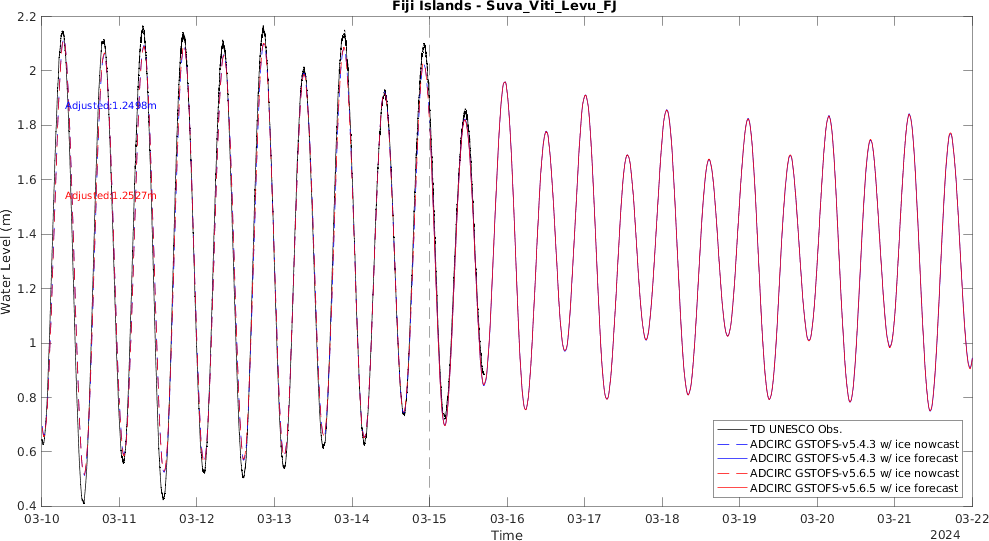 Fiji Islands - Suva_Viti_Levu_FJ
2.2
2
1.8
1.6
1.4
1.2
1
0.8
0.6
0.4
Water Level (m)
Adjusted:1.2498m
Adjusted:1.2527m
TD UNESCO Obs.
ADCIRC GSTOFS-v5.4.3 w/ ice nowcast
ADCIRC GSTOFS-v5.4.3 w/ ice forecast
ADCIRC GSTOFS-v5.6.5 w/ ice nowcast
ADCIRC GSTOFS-v5.6.5 w/ ice forecast
03-10 03-11 03-12 03-13 03-14 03-15 03-16 03-17 03-18 03-19 03-20 03-21 03-22
Time
2024